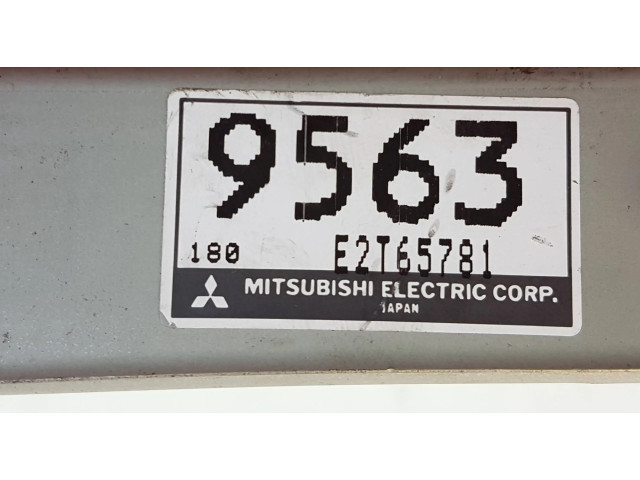 9563
180 E2T65781
MITSUBISHI ELECTRIC CORP.
JAPAN